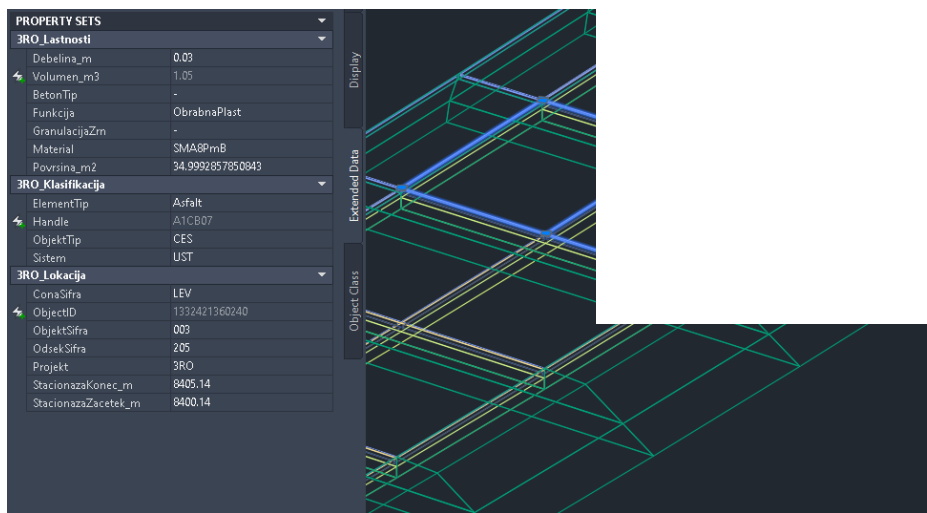 PROPERTY SETS
3RO_Lastnosti
Debelina_m 0.03
Volumen_m3 1.05
BetonTip -
Funkcija ObrabnaPlast
GranulacijaZrn -
Material SMA8PmB
Povrsina_m2 34.9992857850843
3RO_Klasifikacija
ElementTip Asfalt
Handle A1CB07
ObjektTip CES
Sistem UST
3RO_Lokacija
ConaSifra LEV
ObjectID 1332421360240
ObjektSifra 003
OdsekSifra 205
Projekt 3RO
StacionazaKonec_m 8405.14
StacionazaZacetek_m 8400.14
Display
Extended Data
Object Class